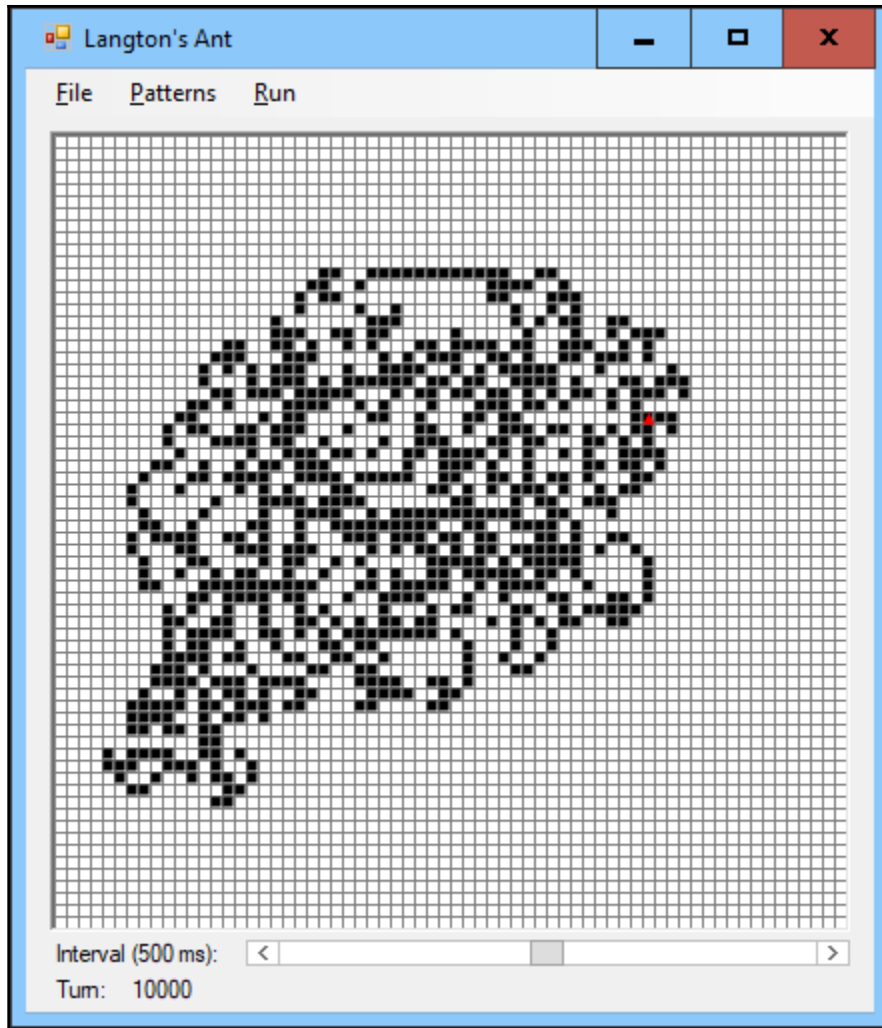 Langton's Ant
File Patterns Run
Interval (500 ms):
Turn: 10000